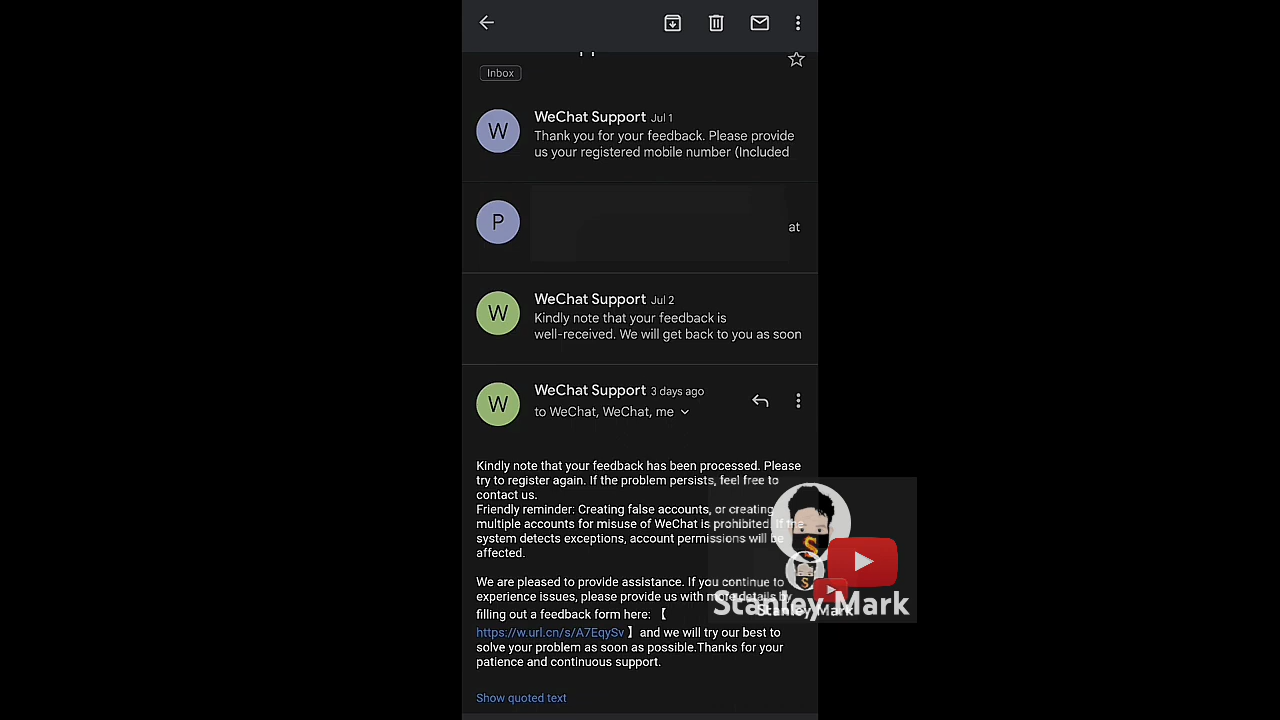 Inbox
W
WeChat Support Jul 1
Thank you for your feedback. Please provide
us your registered mobile number (Included
P
at
W
WeChat Support Jul 2
Kindly note that your feedback is
well-received. We will get back to you as soon
W
WeChat Support 3 days ago
to WeChat, WeChat, me
Kindly note that your feedback has been processed. Please
try to register again. If the problem persists, feel free to
contact us.
Friendly reminder: Creating false accounts, or creating
multiple accounts for misuse of WeChat is prohibited. If the
system detects exceptions, account permissions will be
affected.
We are pleased to provide assistance. If you continue to
experience issues, please provide us with more details by
filling out a feedback form here: 【
https://w.url.cn/s/A7EqySv 】and we will try our best to
solve your problem as soon as possible.Thanks for your
patience and continuous support.
Show quoted text
S
S
Stanley Mark
Stanley Mark